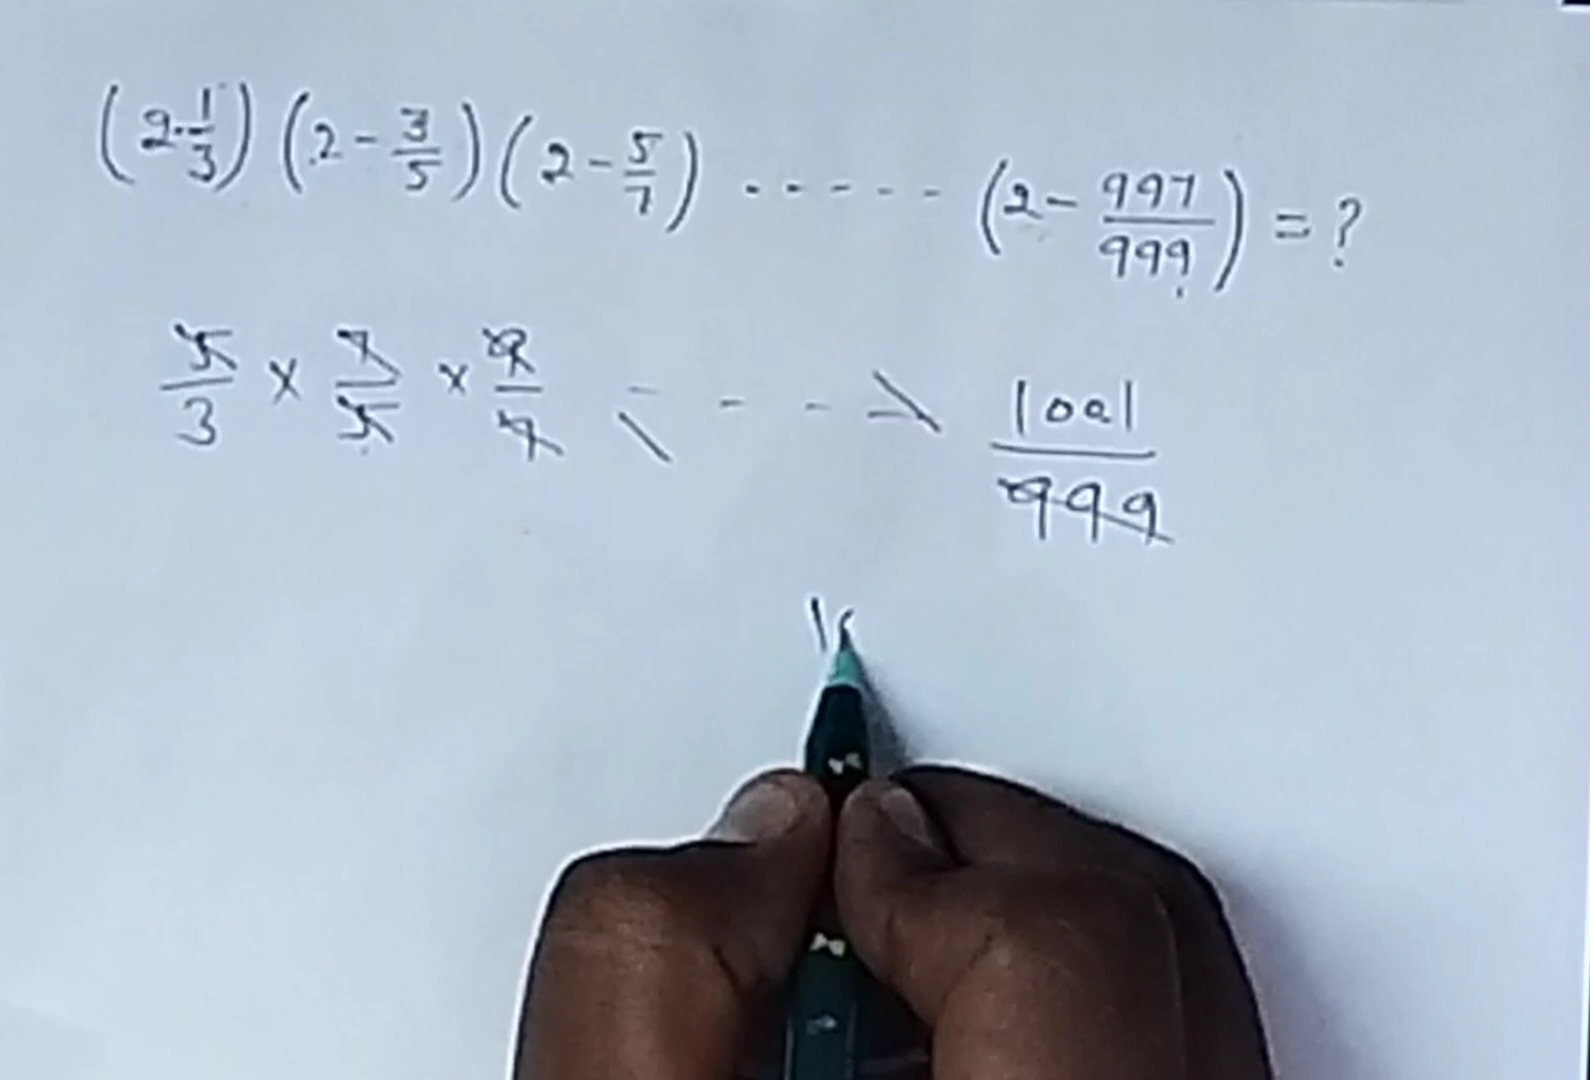 (2-1/3) (2-3/5) (2-5/7) ----- (2-997/999) = ?
5/3 × 7/5 × 9/7 - - - - 1001/999
1